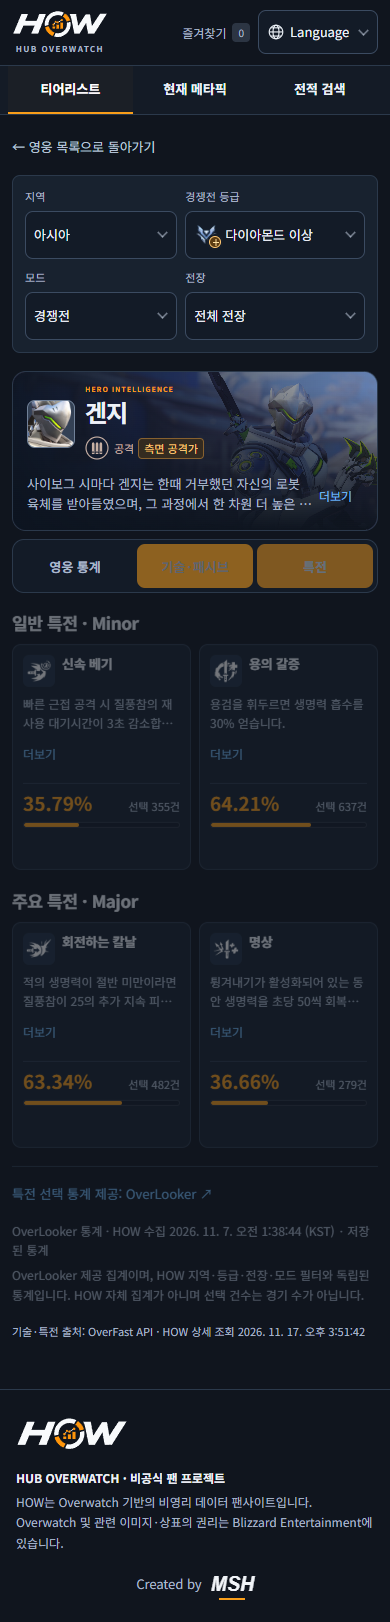 HOW
HUB OVERWATCH
즐겨찾기 0
Language
티어리스트
현재 메타픽
전적 검색
← 영웅 목록으로 돌아가기
지역
경쟁전 등급
아시아
다이아몬드 이상
모드
전장
경쟁전
전체 전장
HERO INTELLIGENCE
겐지
공격
측면 공격가
사이보그 시마다 겐지는 한때 거부했던 자신의 로봇
육체를 받아들였으며, 그 과정에서 한 차원 더 높은 …
더보기
영웅 통계
기술·패시브
특전
일반 특전 · Minor
신속 베기
빠른 근접 공격 시 질풍참의 재
사용 대기시간이 3초 감소합…
더보기
35.79%
선택 355건
용의 갈증
용검을 휘두르면 생명력 흡수를
30% 얻습니다.
더보기
64.21%
선택 637건
주요 특전 · Major
회전하는 칼날
적의 생명력이 절반 미만이라면
질풍참이 25의 추가 지속 피…
더보기
63.34%
선택 482건
명상
튕겨내기가 활성화되어 있는 동
안 생명력을 초당 50씩 회복…
더보기
36.66%
선택 279건
특전 선택 통계 제공: OverLooker ↗
OverLooker 통계 · HOW 수집 2026. 11. 7. 오전 1:38:44 (KST) · 저장
된 통계
OverLooker 제공 집계이며, HOW 지역·등급·전장·모드 필터와 독립된
통계입니다. HOW 자체 집계가 아니며 선택 건수는 경기 수가 아닙니다.
기술·특전 출처: OverFast API · HOW 상세 조회 2026. 11. 17. 오후 3:51:42
HOW
HUB OVERWATCH · 비공식 팬 프로젝트
HOW는 Overwatch 기반의 비영리 데이터 팬사이트입니다.
Overwatch 및 관련 이미지·상표의 권리는 Blizzard Entertainment에
있습니다.
Created by MSH